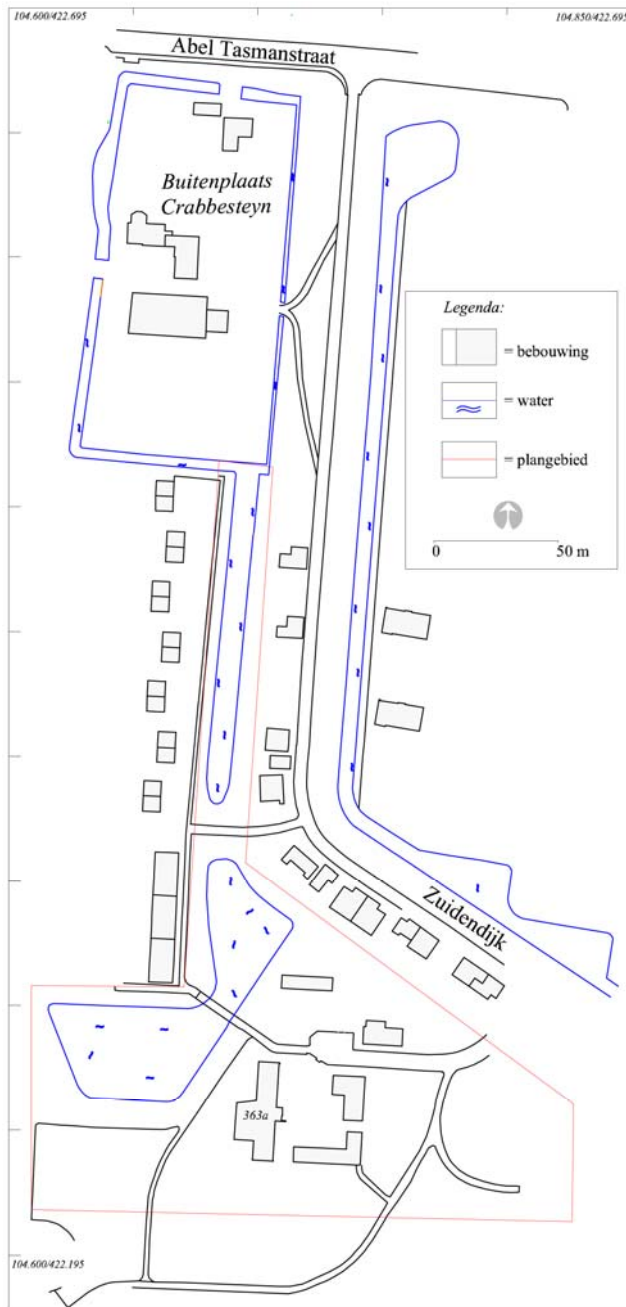 104.600/422.695
104.850/422.695
Abel Tasmanstraat
Buitenplaats
Crabbesteyn
Legenda:
= bebouwing
= water
= plangebied
0 50 m
Zuidendijk
363a
104.600/422.195